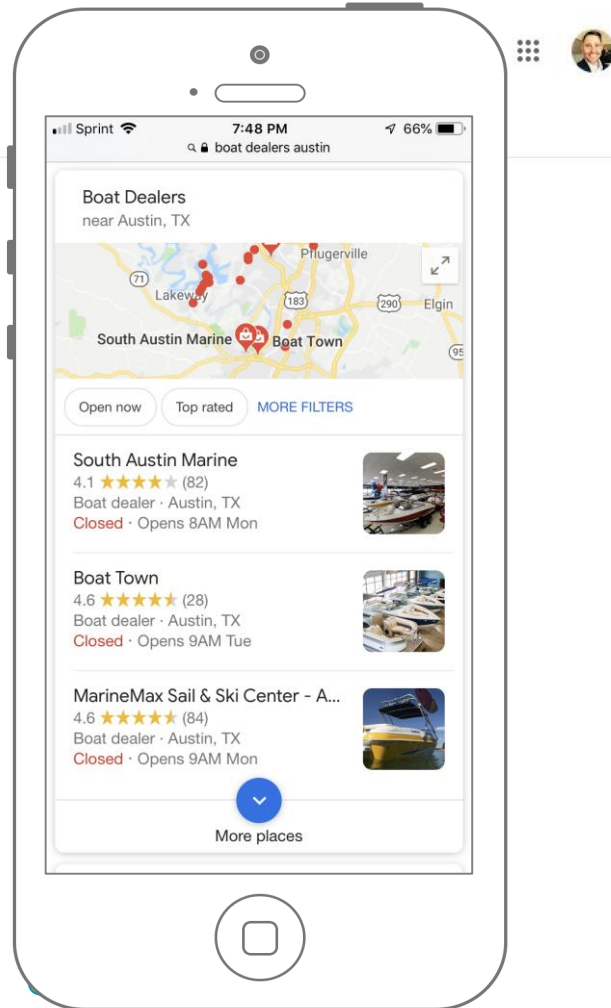 Sprint 7:48 PM 66%
boat dealers austin
Boat Dealers
near Austin, TX
Pflugerville
71
Lakeway
183
290 Elgin
South Austin Marine Boat Town
95
Open now Top rated MORE FILTERS
South Austin Marine
4.1 ★★★★★ (82)
Boat dealer · Austin, TX
Closed · Opens 8AM Mon
Boat Town
4.6 ★★★★★ (28)
Boat dealer · Austin, TX
Closed · Opens 9AM Tue
MarineMax Sail & Ski Center - A...
4.6 ★★★★★ (84)
Boat dealer · Austin, TX
Closed · Opens 9AM Mon
More places